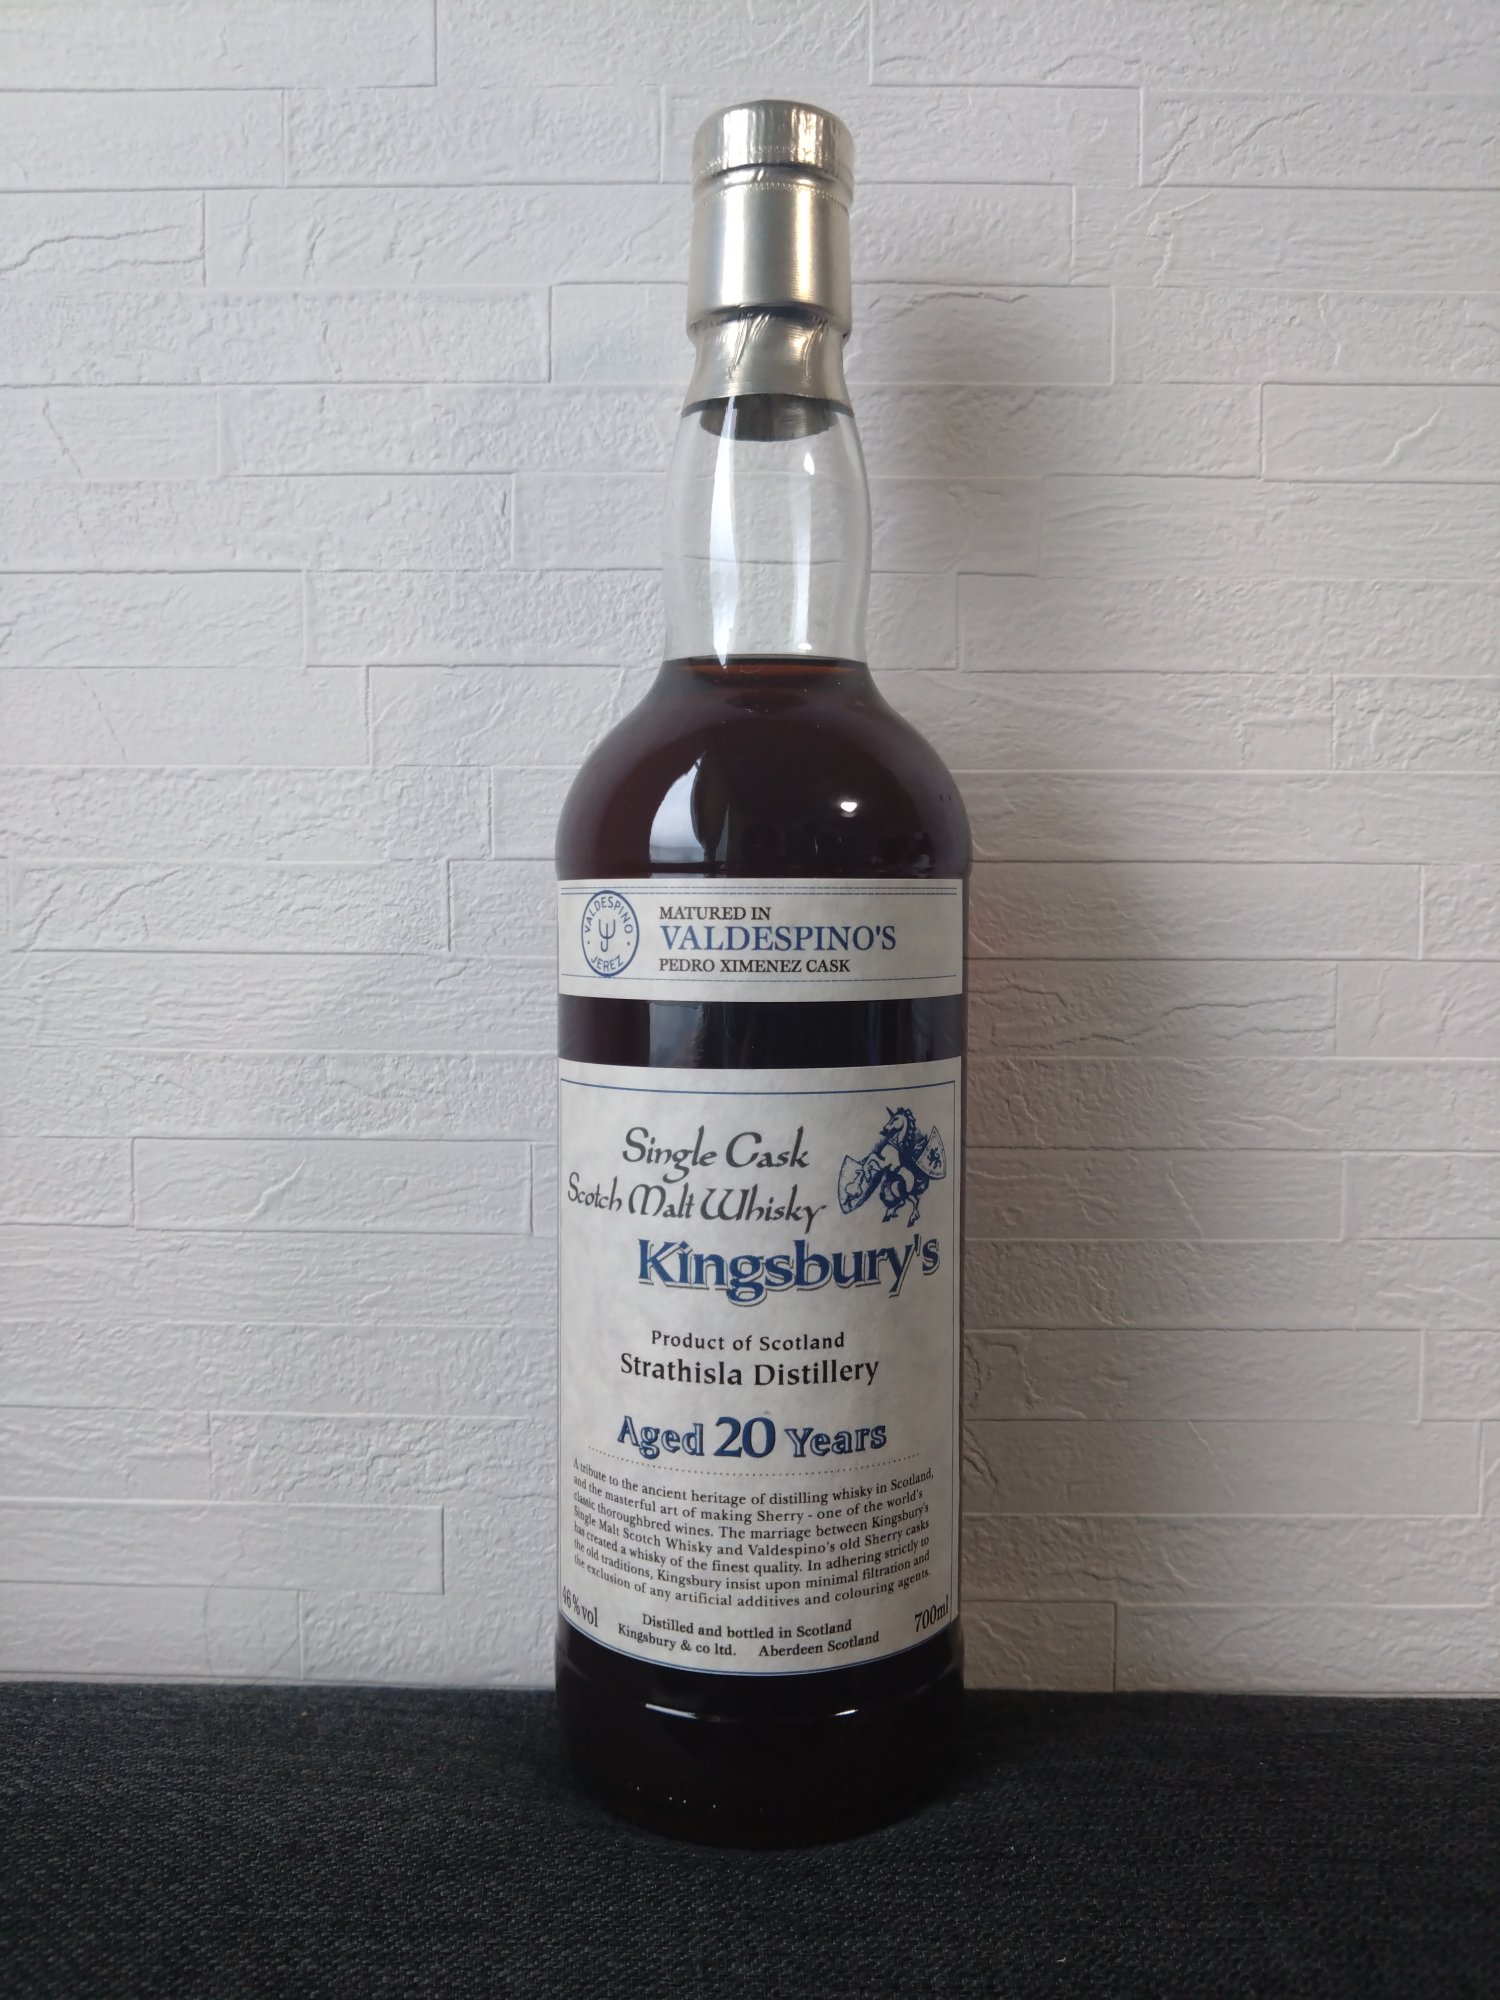 VALDESPINO
JEREZ
MATURED IN
VALDESPINO'S
PEDRO XIMENEZ CASK
Single Cask
Scotch Malt Whisky
Kingsbury's
Product of Scotland
Strathisla Distillery
Aged 20 Years
A tribute to the ancient heritage of distilling whisky in Scotland,
and the masterful art of making Sherry - one of the world's
classic thoroughbred wines. The marriage between Kingsbury's
Single Malt Scotch Whisky and Valdespino's old Sherry casks
has created a whisky of the finest quality. In adhering strictly to
the old traditions, Kingsbury insist upon minimal filtration and
the exclusion of any artificial additives and colouring agents.
46%vol
Distilled and bottled in Scotland
700ml
Kingsbury & co ltd. Aberdeen Scotland